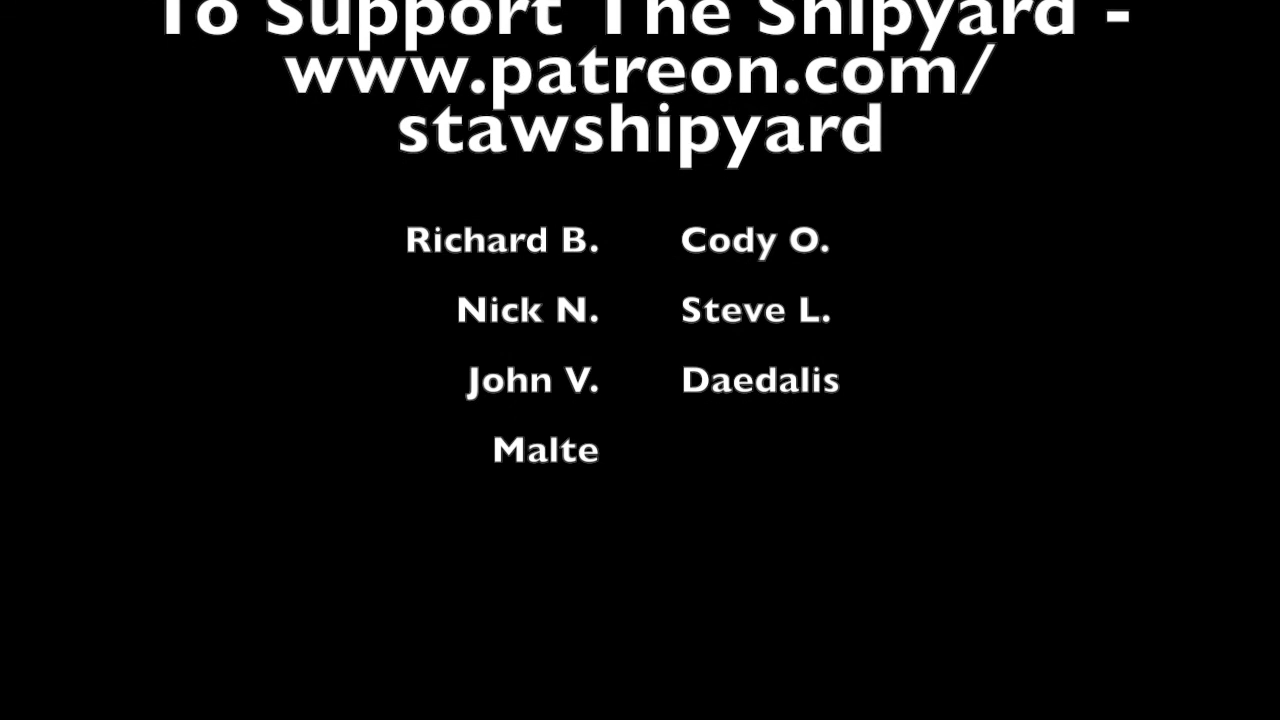 To Support The Shipyard -
www.patreon.com/
stawshipyard
Richard B. Cody O.
Nick N. Steve L.
John V. Daedalis
Malte